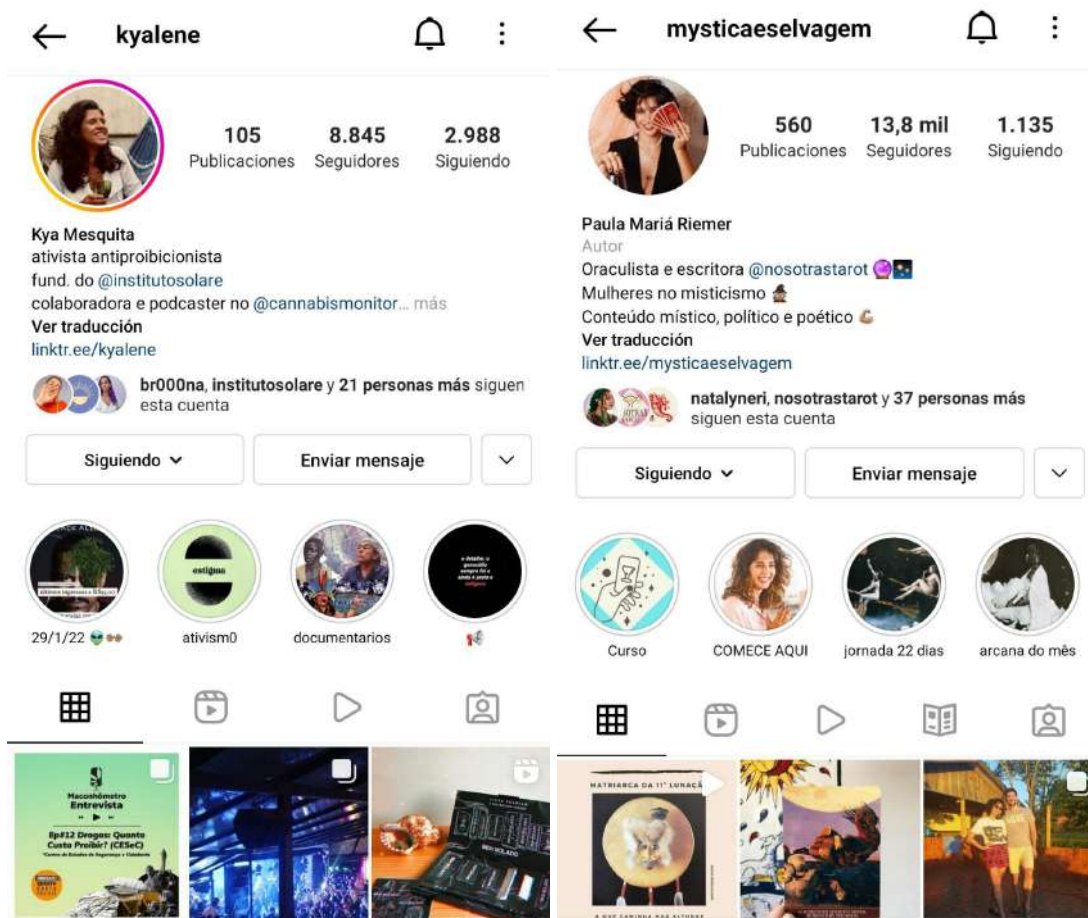 kyalene
105
8.845
2.988
Publicaciones
Seguidores
Siguiendo
Kya Mesquita
ativista antiproibicionista
fund. do @institutosolare
colaboradora e podcaster no @cannabismonitor... más
Ver traducción
linktr.ee/kyalene
br000na, institutosolare y 21 personas más siguen
esta cuenta
Siguiendo
Enviar mensaje
estigma
29/1/22
ativism0
documentarios
Maconhômetro
Entrevista
Ep#12 Drogas: Quanto
Custa Proibir? (CESeC)
mysticaeselvagem
560
13,8 mil
1.135
Publicaciones
Seguidores
Siguiendo
Paula Mariá Riemer
Autor
Oraculista e escritora @nosotrastarot
Mulheres no misticismo
Conteúdo místico, político e poético
Ver traducción
linktr.ee/mysticaeselvagem
natalyneri, nosotrastarot y 37 personas más
siguen esta cuenta
Siguiendo
Enviar mensaje
Curso
COMECE AQUI
jornada 22 dias
arcana do mês
MATRIARCA DA 11ª LUNAÇÃ
A QUE CAMINHA NAS ALTURAS